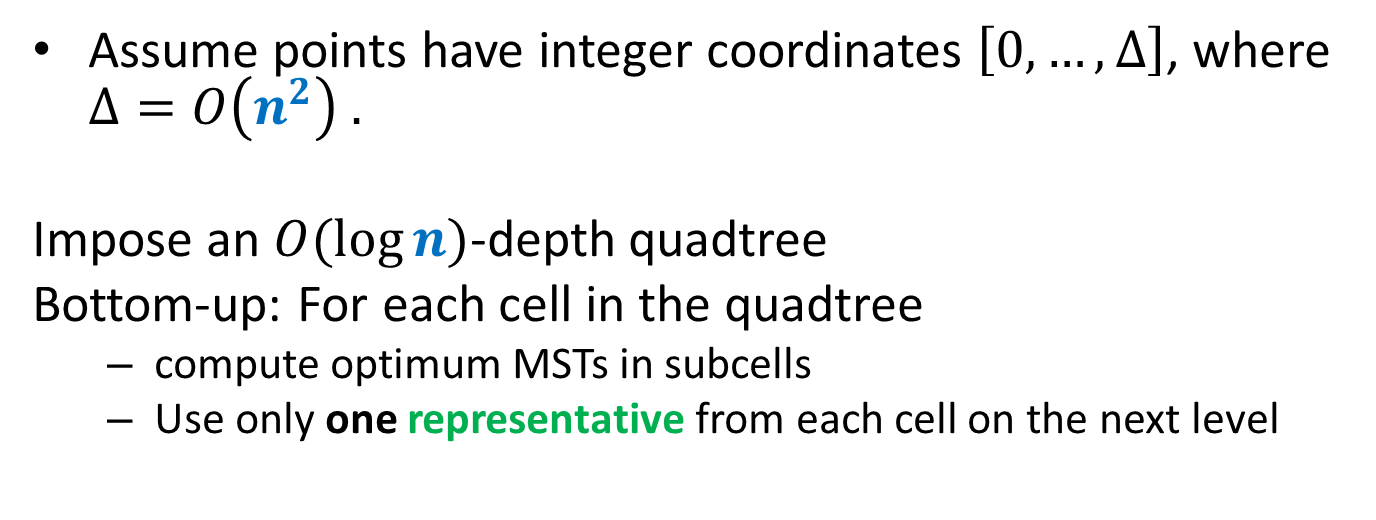 • Assume points have integer coordinates [0, … , Δ], where
Δ = O(n²) .
Impose an O(log n)-depth quadtree
Bottom-up: For each cell in the quadtree
– compute optimum MSTs in subcells
– Use only one representative from each cell on the next level